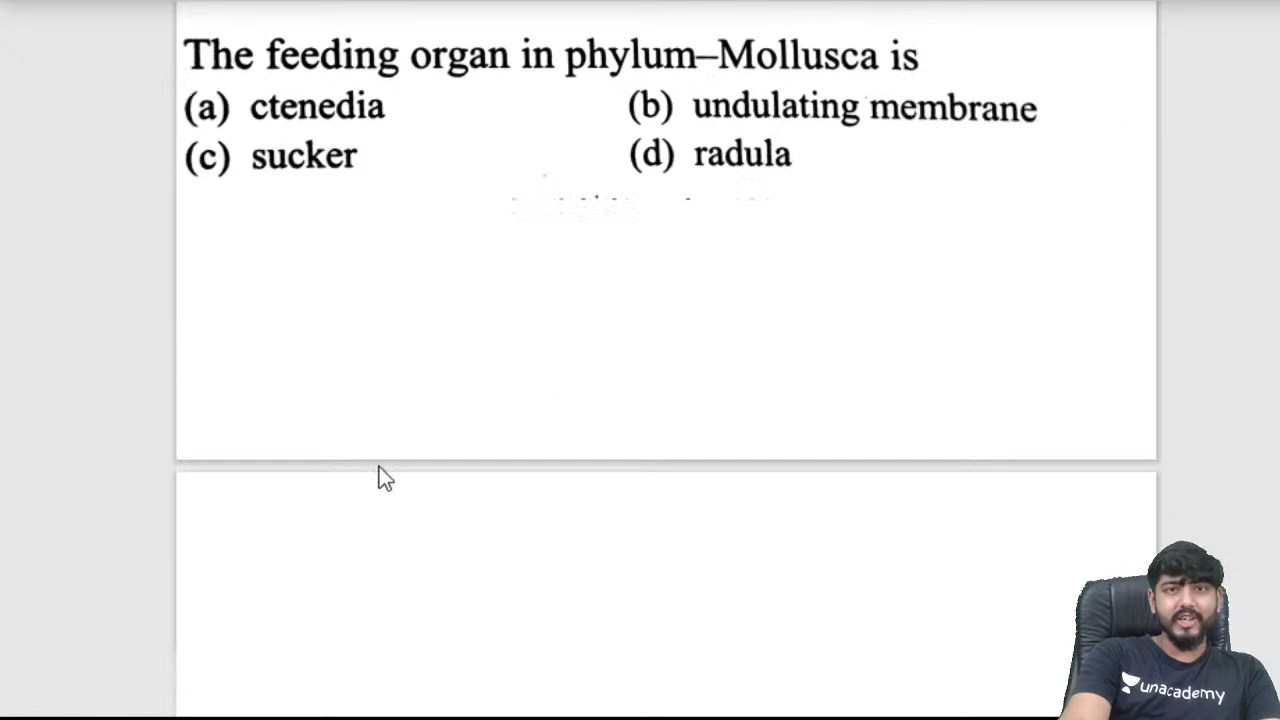 The feeding organ in phylum–Mollusca is
(a) ctenedia (b) undulating membrane
(c) sucker (d) radula
unacademy